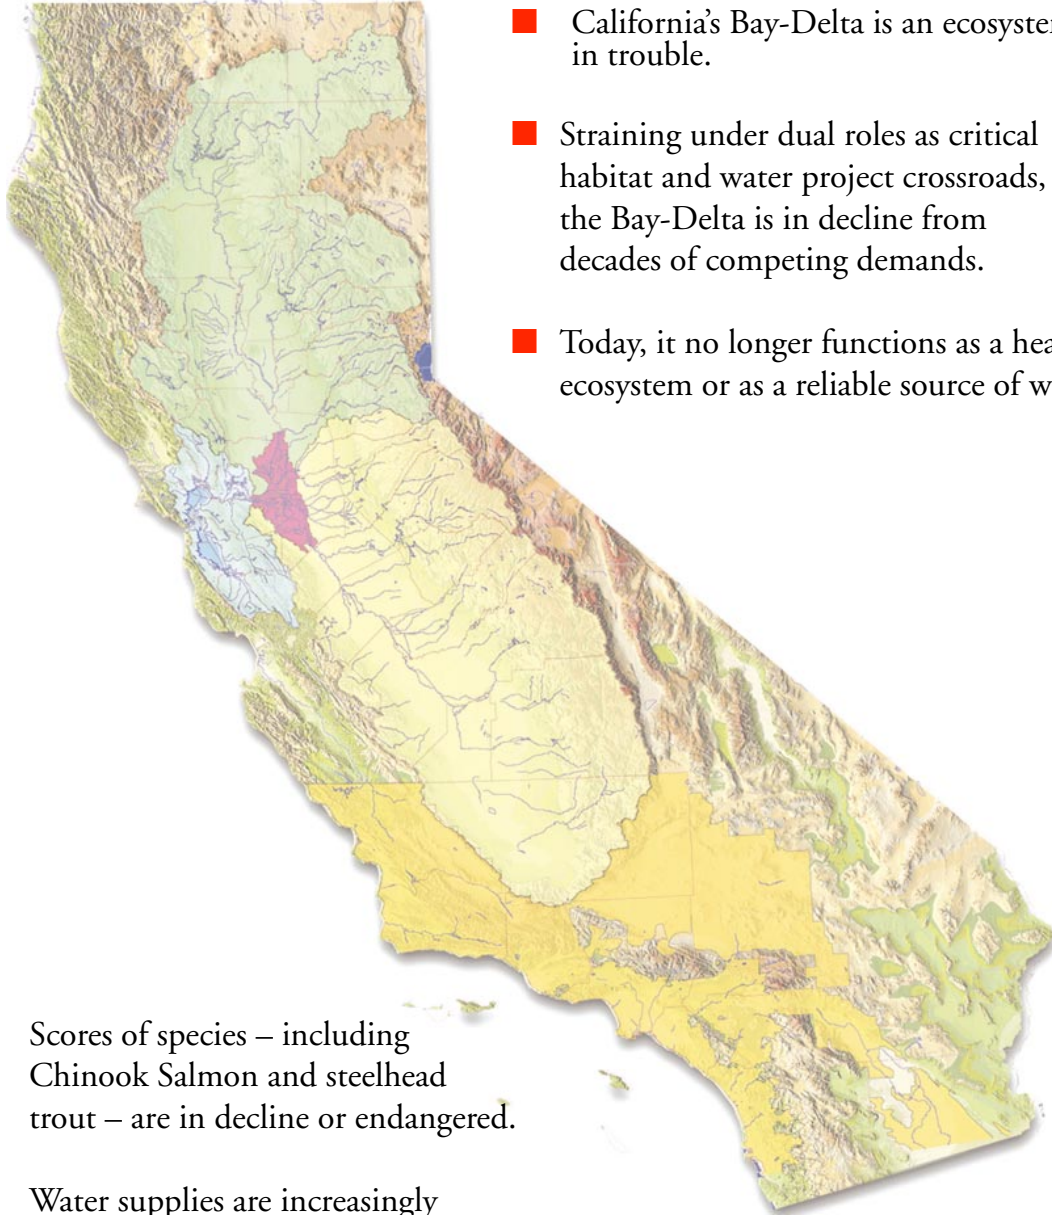 California’s Bay-Delta is an ecosystem
in trouble.
Straining under dual roles as critical
habitat and water project crossroads,
the Bay-Delta is in decline from
decades of competing demands.
Today, it no longer functions as a
ecosystem or as a reliable source of
Scores of species – including
Chinook Salmon and steelhead
trout – are in decline or endangered.
Water supplies are increasingly